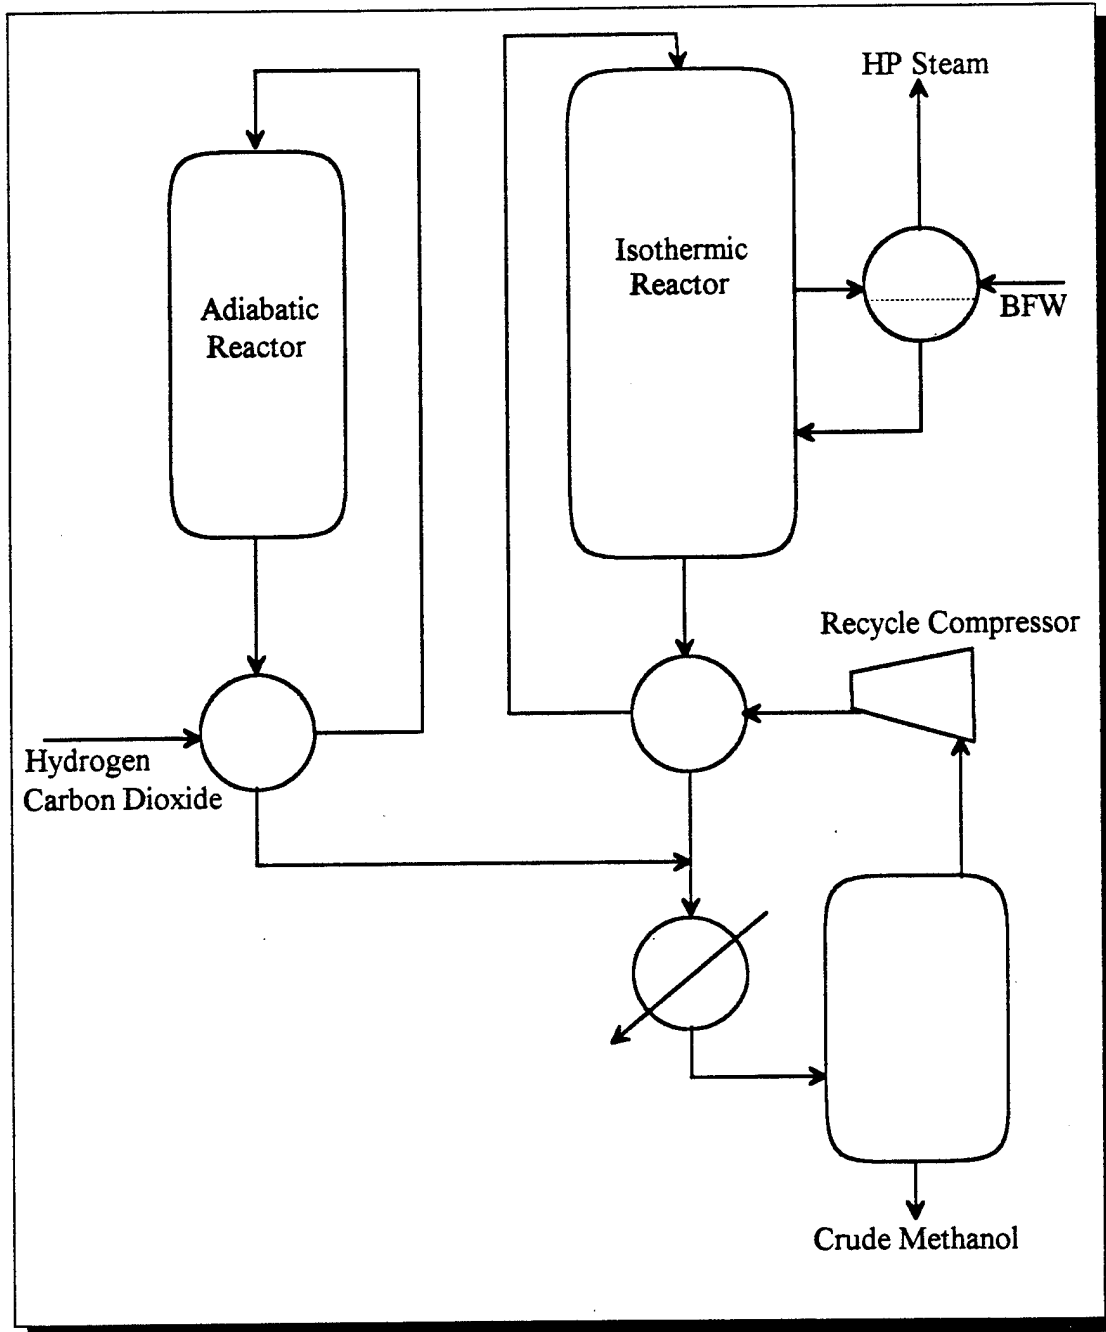 HP Steam
Isothermic
Reactor
Adiabatic
Reactor
BFW
Recycle Compressor
Hydrogen
Carbon Dioxide
Crude Methanol